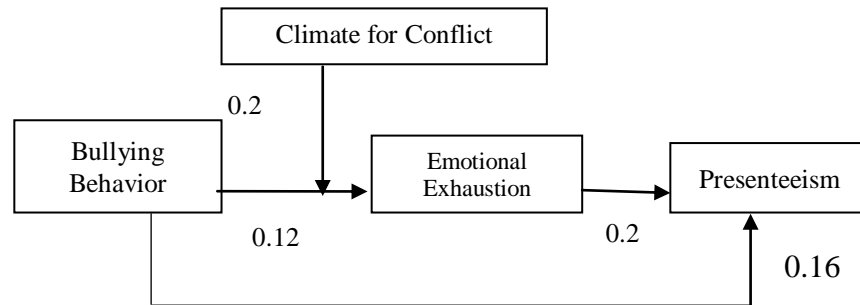 Climate for Conflict
0.2
Bullying
Behavior
Emotional
Exhaustion
Presenteeism
0.12
0.2
0.16